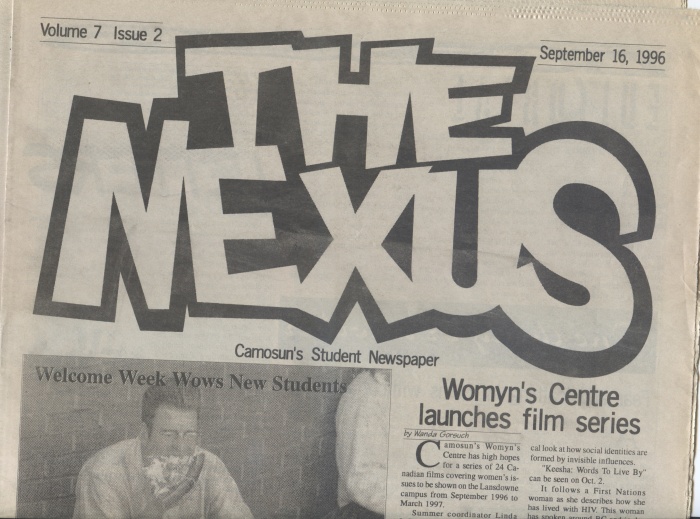 Volume 7 Issue 2
September 16, 1996
THE
NEXUS
Camosun's Student Newspaper
Welcome Week Wows New Students
Womyn's Centre
launches film series
by Wanda Gorsuch
Camosun's Womyn's
Centre has high hopes
for a series of 24 Ca-
nadian films covering women's is-
sues to be shown on the Lansdowne
campus from September 1996 to
March 1997.
Summer coordinator Linda
cal look at how social identities are
formed by invisible influences.
"Keesha: Words To Live By"
can be seen on Oct. 2.
It follows a First Nations
woman as she describes how she
has lived with HIV. This woman
has spoken around